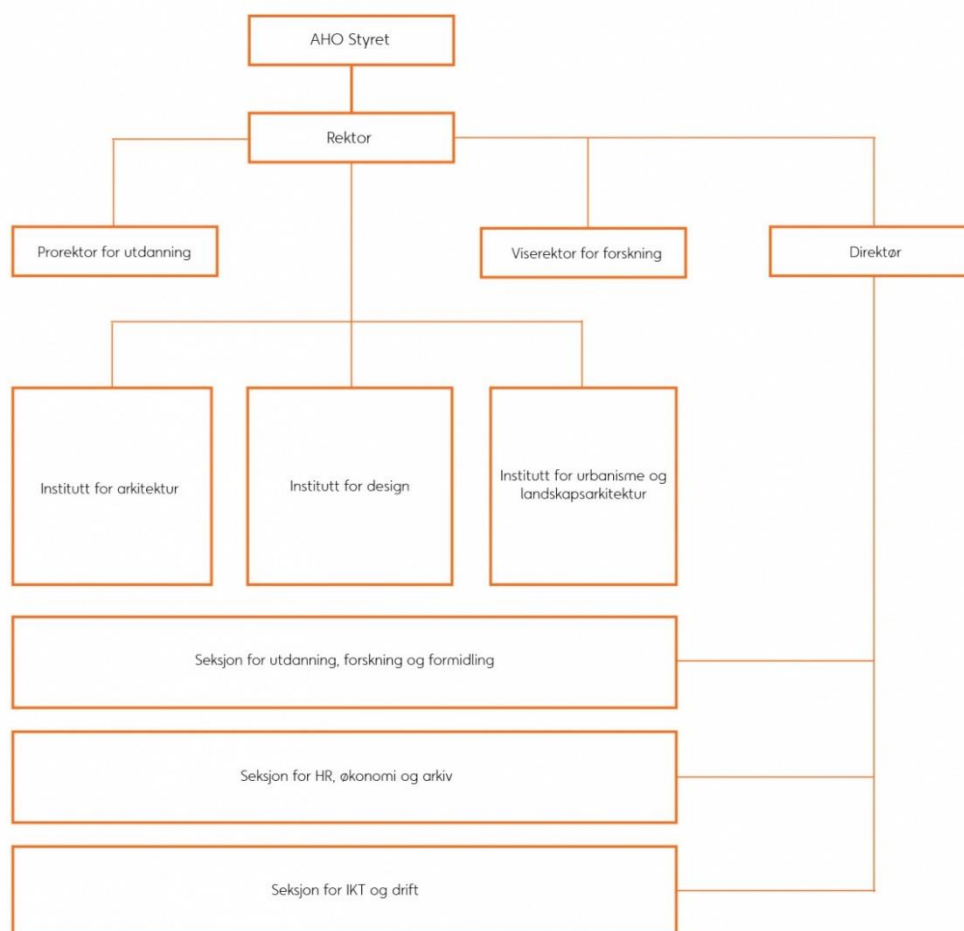 AHO Styret
Rektor
Prorektor for utdanning
Viserektor for forskning
Direktør
Institutt for arkitektur
Institutt for design
Institutt for urbanisme og
landskapsarkitektur
Seksjon for utdanning, forskning og formidling
Seksjon for HR, økonomi og arkiv
Seksjon for IKT og drift